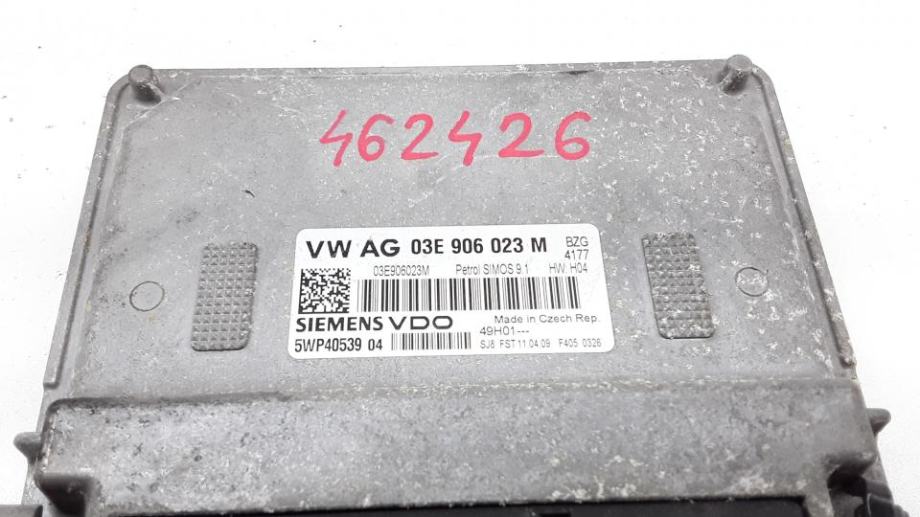 462426
VW AG 03E 906 023 M BZG
4177
03E906023M Petrol SIMOS 9.1 HW: H04
SIEMENS VDO Made in Czech Rep.
49H01---
5WP40539 04 SJ8 FST 11.04.09 F405 0326